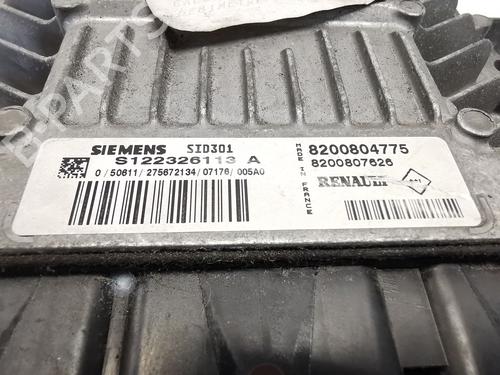 B-PARTS
SIEMENS SID301
S122326113 A
0/50611/275672134/07176/005A0
MADE IN FRANCE
8200804775
8200807626
RENAULT